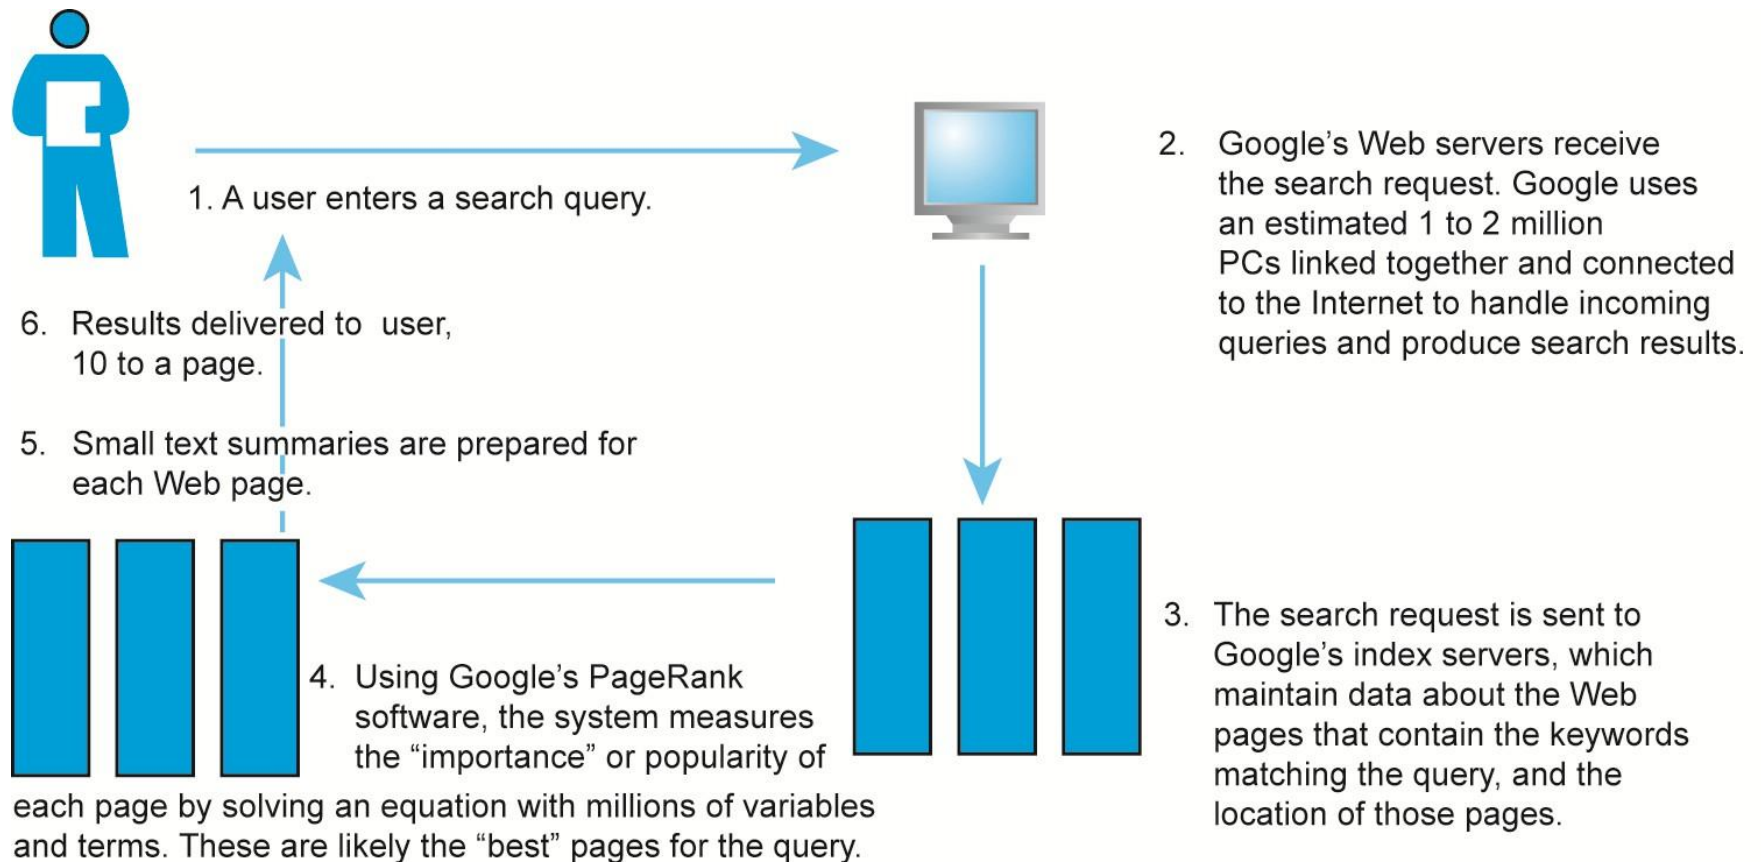 1. A user enters a search query.
2. Google’s Web servers receive
the search request. Google uses
an estimated 1 to 2 million
PCs linked together and connected
to the Internet to handle incoming
queries and produce search results.
3. The search request is sent to
Google’s index servers, which
maintain data about the Web
pages that contain the keywords
matching the query, and the
location of those pages.
4. Using Google’s PageRank
software, the system measures
the “importance” or popularity of
each page by solving an equation with millions of variables
and terms. These are likely the “best” pages for the query.
5. Small text summaries are prepared for
each Web page.
6. Results delivered to user,
10 to a page.